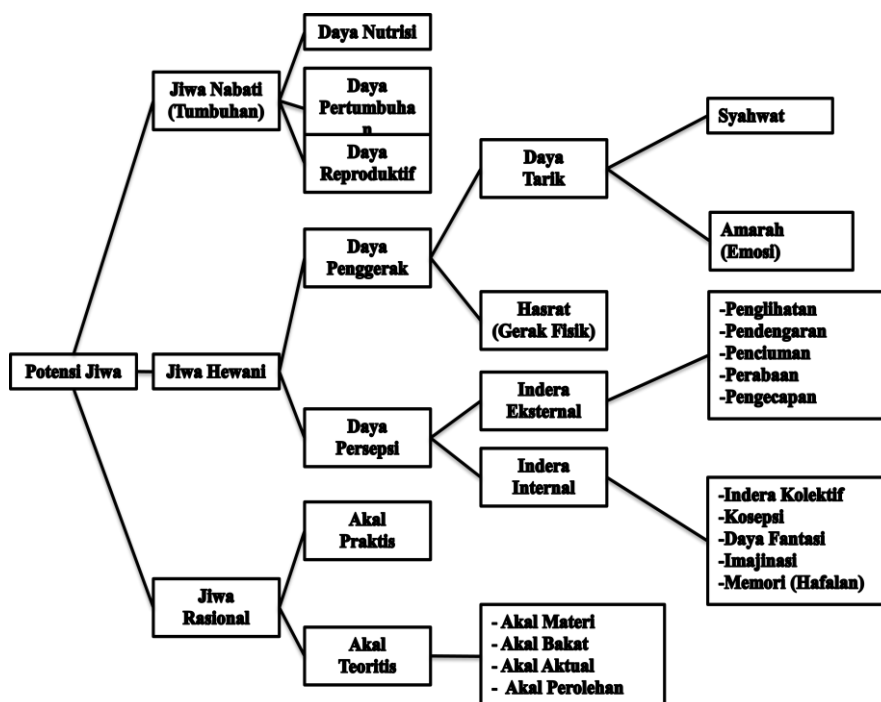 Daya Nutrisi
Jiwa Nabati
(Tumbuhan)
Daya
Pertumbuha
n
Daya
Reproduktif
Daya
Tarik
Syahwat
Amarah
(Emosi)
Daya
Penggerak
Hasrat
(Gerak Fisik)
-Penglihatan
-Pendengaran
-Penciuman
-Perabaan
-Pengecapan
Potensi Jiwa
Jiwa Hewani
Indera
Eksternal
Daya
Persepsi
Indera
Internal
-Indera Kolektif
-Kosepsi
-Daya Fantasi
-Imajinasi
-Memori (Hafalan)
Akal
Praktis
Jiwa
Rasional
Akal
Teoritis
- Akal Materi
- Akal Bakat
- Akal Aktual
- Akal Perolehan